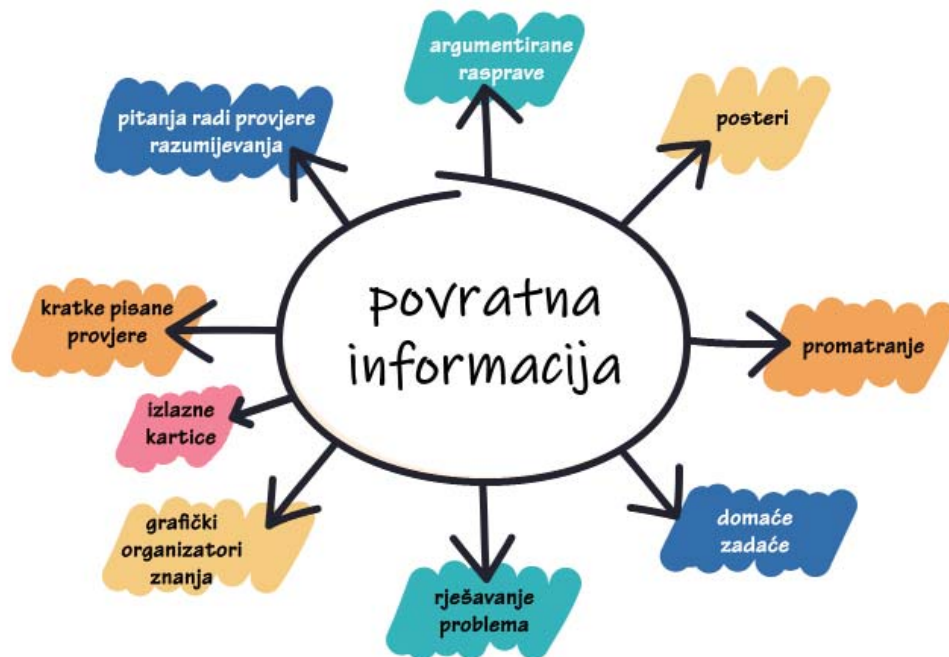 argumentirane
rasprave
pitanja radi provjere
razumijevanja
posteri
povratna
informacija
kratke pisane
provjere
promatranje
izlazne
kartice
grafički
organizatori
znanja
domaće
zadaće
rješavanje
problema